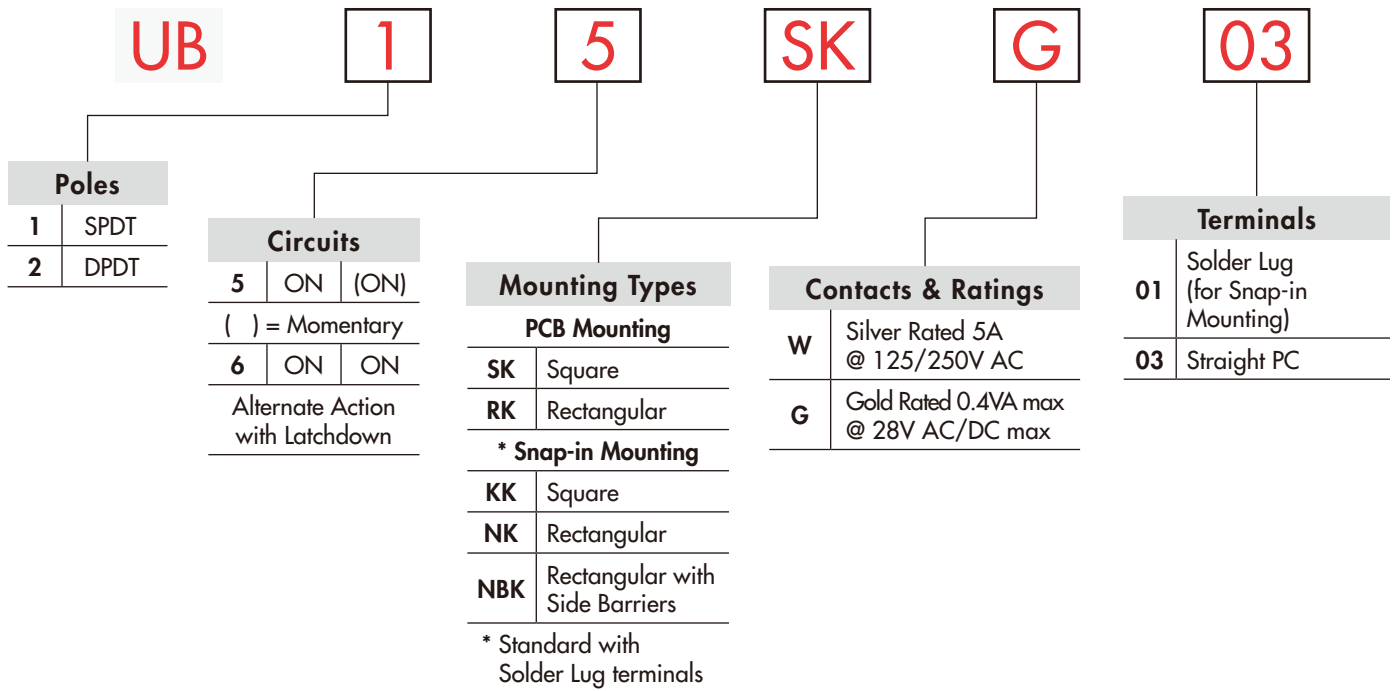 UB 1 5 SK G 03
Poles
1 SPDT
2 DPDT
Circuits
5 ON (ON)
( ) = Momentary
6 ON ON
Alternate Action
with Latchdown
Mounting Types
PCB Mounting
SK Square
RK Rectangular
* Snap-in Mounting
KK Square
NK Rectangular
NBK Rectangular with
Side Barriers
* Standard with
Solder Lug terminals
Contacts & Ratings
W Silver Rated 5A
@ 125/250V AC
G Gold Rated 0.4VA max
@ 28V AC/DC max
Terminals
01 Solder Lug
(for Snap-in
Mounting)
03 Straight PC